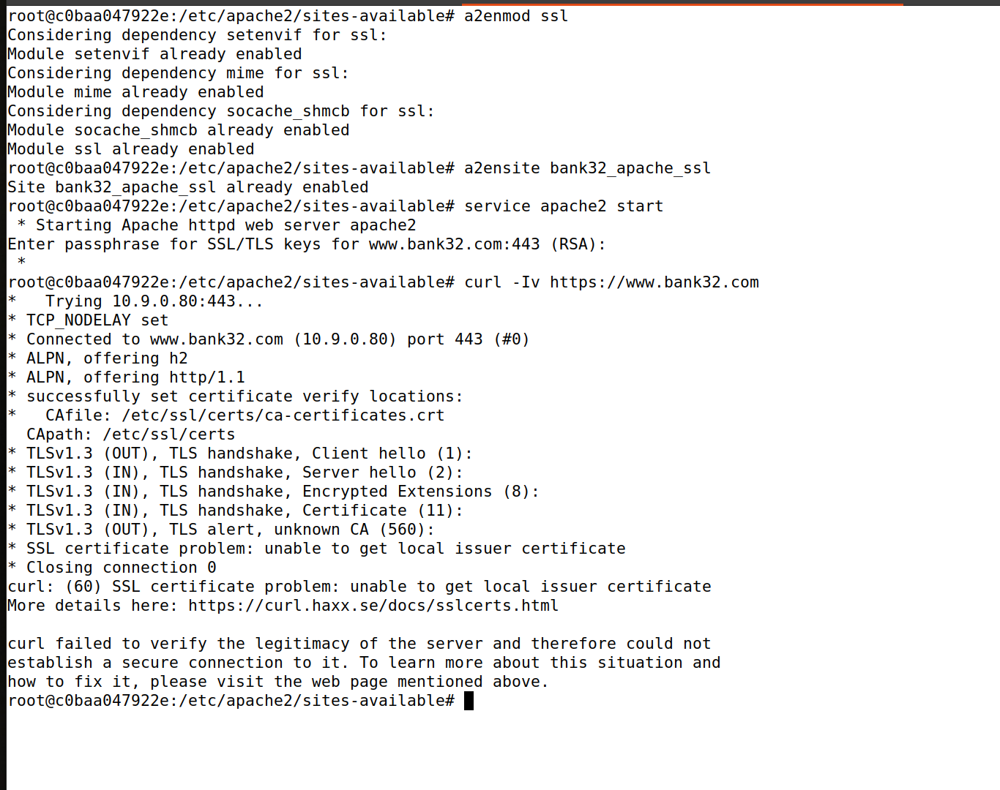 root@c0baa047922e:/etc/apache2/sites-available# a2enmod ssl
Considering dependency setenvif for ssl:
Module setenvif already enabled
Considering dependency mime for ssl:
Module mime already enabled
Considering dependency socache_shmcb for ssl:
Module socache_shmcb already enabled
Module ssl already enabled
root@c0baa047922e:/etc/apache2/sites-available# a2ensite bank32_apache_ssl
Site bank32_apache_ssl already enabled
root@c0baa047922e:/etc/apache2/sites-available# service apache2 start
 * Starting Apache httpd web server apache2
Enter passphrase for SSL/TLS keys for www.bank32.com:443 (RSA):
 *
root@c0baa047922e:/etc/apache2/sites-available# curl -Iv https://www.bank32.com
*   Trying 10.9.0.80:443...
* TCP_NODELAY set
* Connected to www.bank32.com (10.9.0.80) port 443 (#0)
* ALPN, offering h2
* ALPN, offering http/1.1
* successfully set certificate verify locations:
*   CAfile: /etc/ssl/certs/ca-certificates.crt
  CApath: /etc/ssl/certs
* TLSv1.3 (OUT), TLS handshake, Client hello (1):
* TLSv1.3 (IN), TLS handshake, Server hello (2):
* TLSv1.3 (IN), TLS handshake, Encrypted Extensions (8):
* TLSv1.3 (IN), TLS handshake, Certificate (11):
* TLSv1.3 (OUT), TLS alert, unknown CA (560):
* SSL certificate problem: unable to get local issuer certificate
* Closing connection 0
curl: (60) SSL certificate problem: unable to get local issuer certificate
More details here: https://curl.haxx.se/docs/sslcerts.html

curl failed to verify the legitimacy of the server and therefore could not
establish a secure connection to it. To learn more about this situation and
how to fix it, please visit the web page mentioned above.
root@c0baa047922e:/etc/apache2/sites-available#